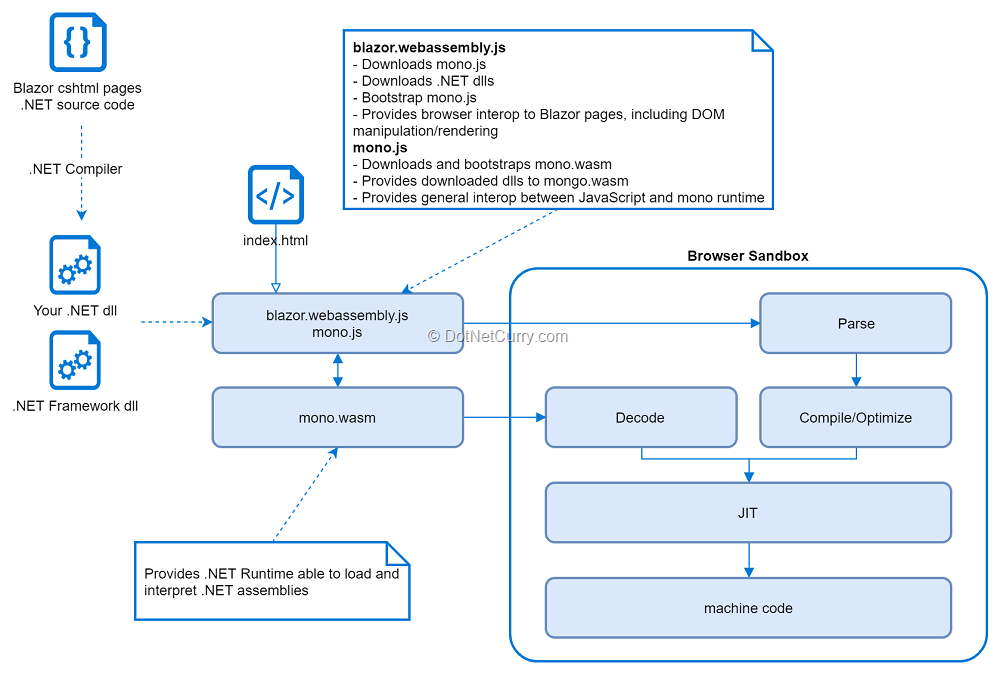 Blazor cshtml pages
.NET source code
.NET Compiler
Your .NET dll
.NET Framework dll
index.html
blazor.webassembly.js
- Downloads mono.js
- Downloads .NET dlls
- Bootstrap mono.js
- Provides browser interop to Blazor pages, including DOM
manipulation/rendering
mono.js
- Downloads and bootstraps mono.wasm
- Provides downloaded dlls to mongo.wasm
- Provides general interop between JavaScript and mono runtime
blazor.webassembly.js
mono.js
© DotNetCurry.com
mono.wasm
Provides .NET Runtime able to load and
interpret .NET assemblies
Browser Sandbox
Parse
Decode
Compile/Optimize
JIT
machine code